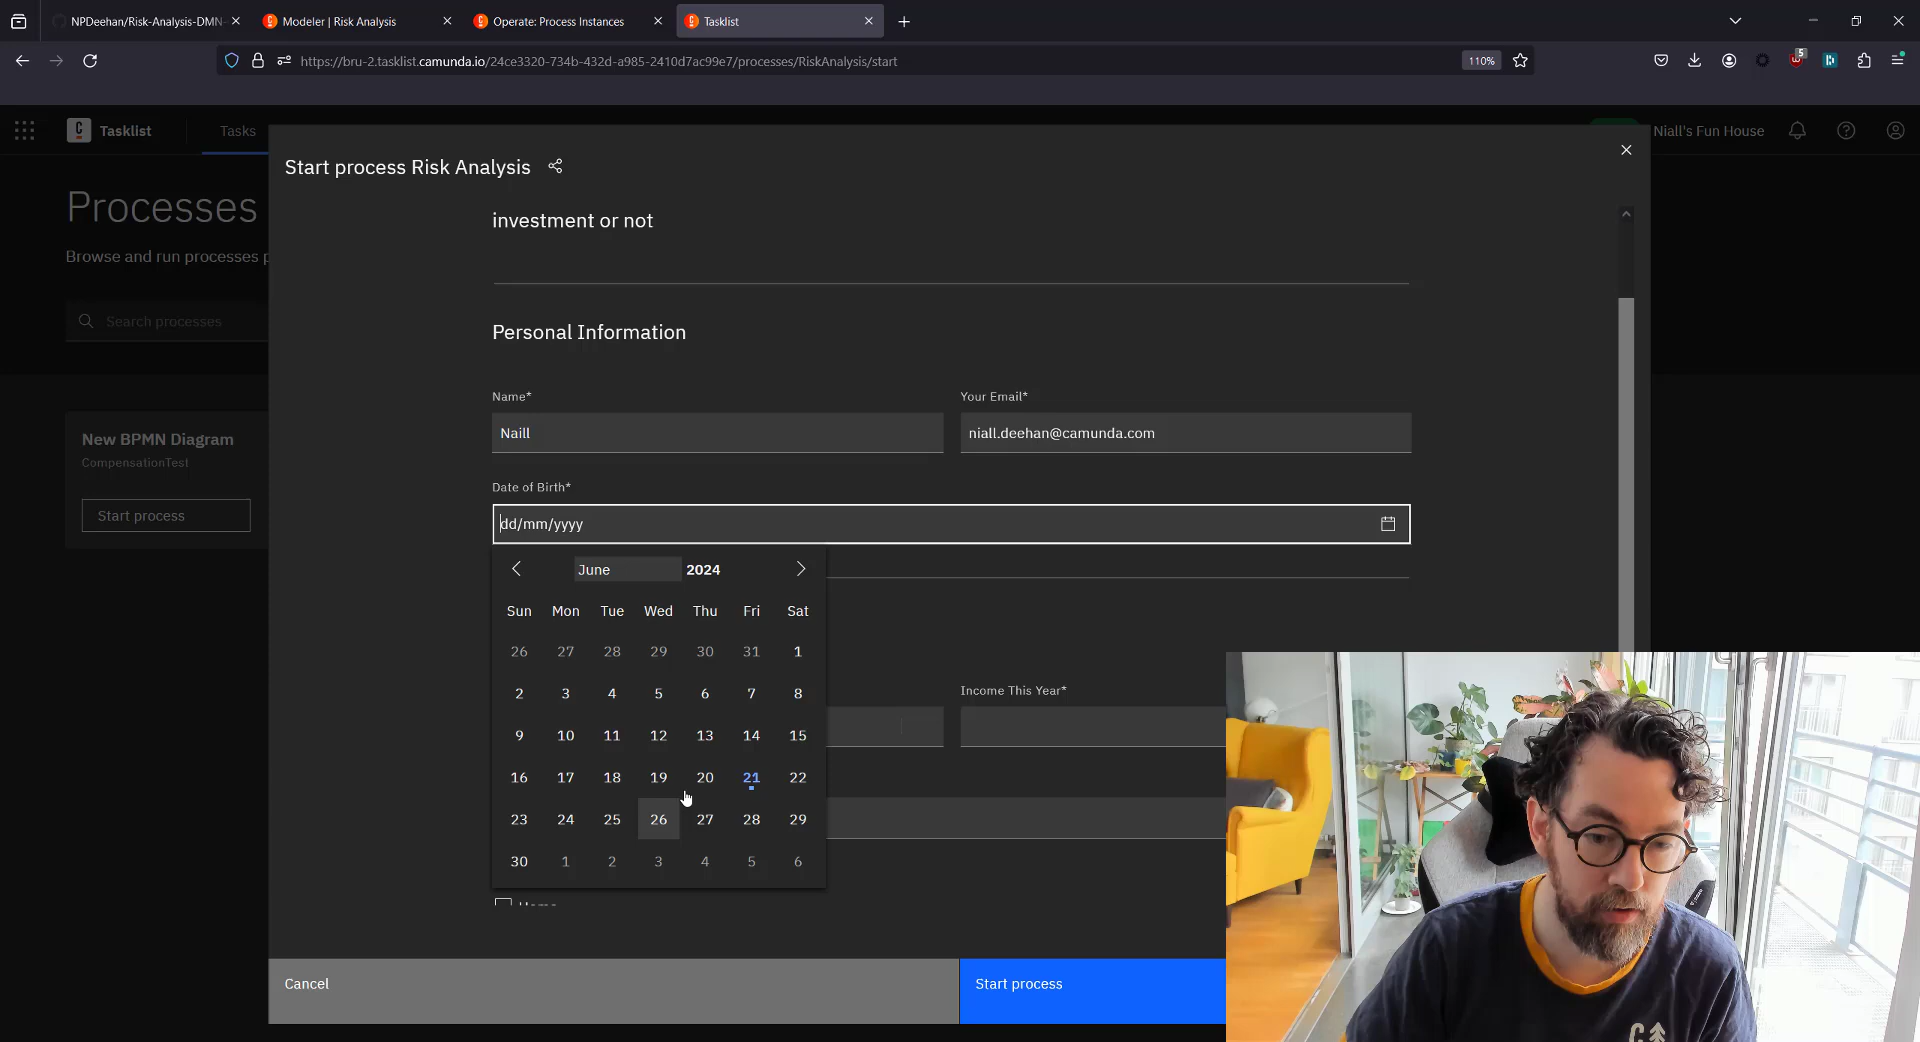 NPDeehan/Risk-Analysis-DMN-
Modeler | Risk Analysis
Operate: Process Instances
Tasklist
https://bru-2.tasklist.camunda.io/24ce3320-734b-432d-a985-2410d7ac99e7/processes/RiskAnalysis/start
110%
5
Tasklist
Tasks
Niall's Fun House
Start process Risk Analysis
Processes
Browse and run processes p
Search processes
New BPMN Diagram
CompensationTest
Start process
investment or not
Personal Information
Name*
Your Email*
Naill
niall.deehan@camunda.com
Date of Birth*
dd/mm/yyyy
June 2024
Sun Mon Tue Wed Thu Fri Sat
26 27 28 29 30 31 1
2 3 4 5 6 7 8
9 10 11 12 13 14 15
16 17 18 19 20 21 22
23 24 25 26 27 28 29
30 1 2 3 4 5 6
Income This Year*
Cancel
Start process